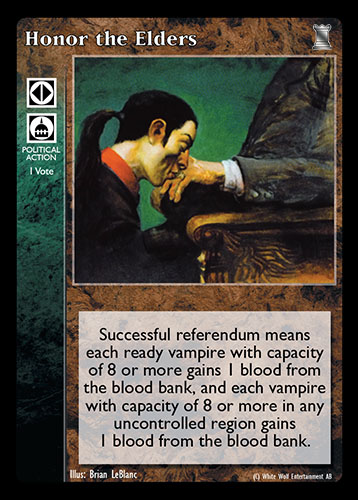 Honor the Elders
POLITICAL
ACTION
1 Vote
Successful referendum means
each ready vampire with capacity
of 8 or more gains 1 blood from
the blood bank, and each vampire
with capacity of 8 or more in any
uncontrolled region gains
1 blood from the blood bank.
Illus: Brian LeBlanc
(C) White Wolf Entertainment AB